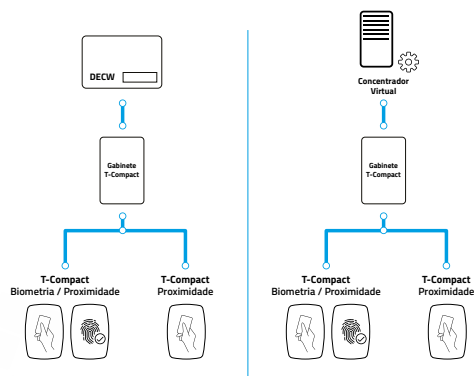 DECW
Gabinete
T-Compact
T-Compact
Biometria / Proximidade
T-Compact
Proximidade
Concentrador
Virtual
Gabinete
T-Compact
T-Compact
Biometria / Proximidade
T-Compact
Proximidade